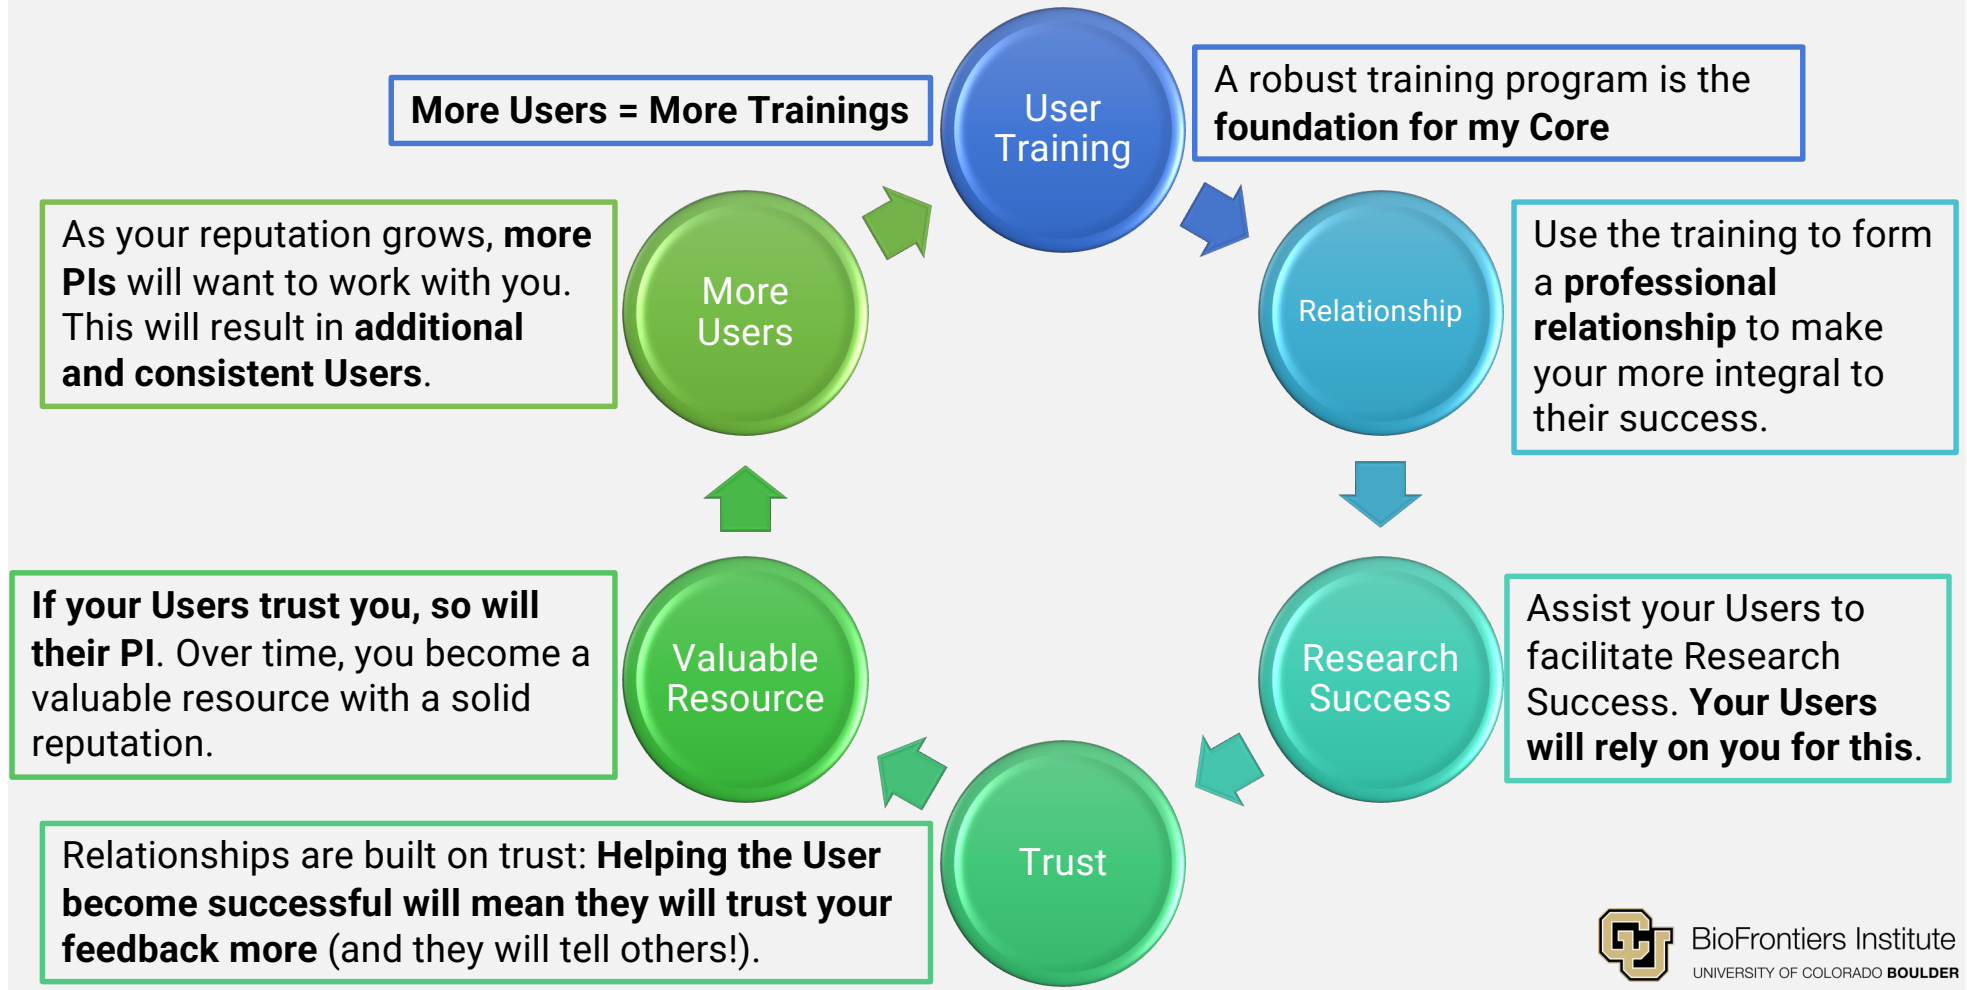 More Users = More Trainings
User
Training
A robust training program is the
foundation for my Core
As your reputation grows, more
PIs will want to work with you.
This will result in additional
and consistent Users.
More
Users
Relationship
Use the training to form
a professional
relationship to make
your more integral to
their success.
If your Users trust you, so will
their PI. Over time, you become a
valuable resource with a solid
reputation.
Valuable
Resource
Research
Success
Assist your Users to
facilitate Research
Success. Your Users
will rely on you for this.
Relationships are built on trust: Helping the User
become successful will mean they will trust your
feedback more (and they will tell others!).
Trust
CU
BioFrontiers Institute
UNIVERSITY OF COLORADO BOULDER